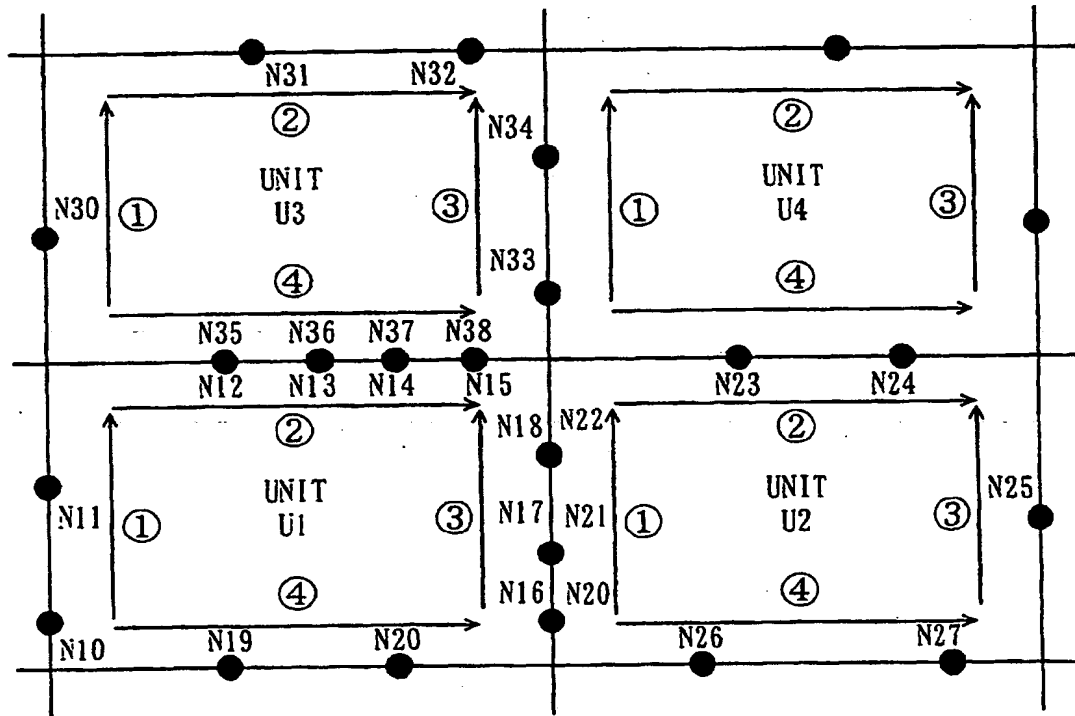 N31 N32
② ②
N34
UNIT UNIT
U3 U4
N30 ① ③ ① ③
N33
④ ④
N35 N36 N37 N38
N12 N13 N14 N15 N23 N24
② N18 N22 ②
UNIT UNIT
U1 U2
N11 ① ③ N17 N21 ① ③ N25
④ N16 N20 ④
N10 N19 N20 N26 N27